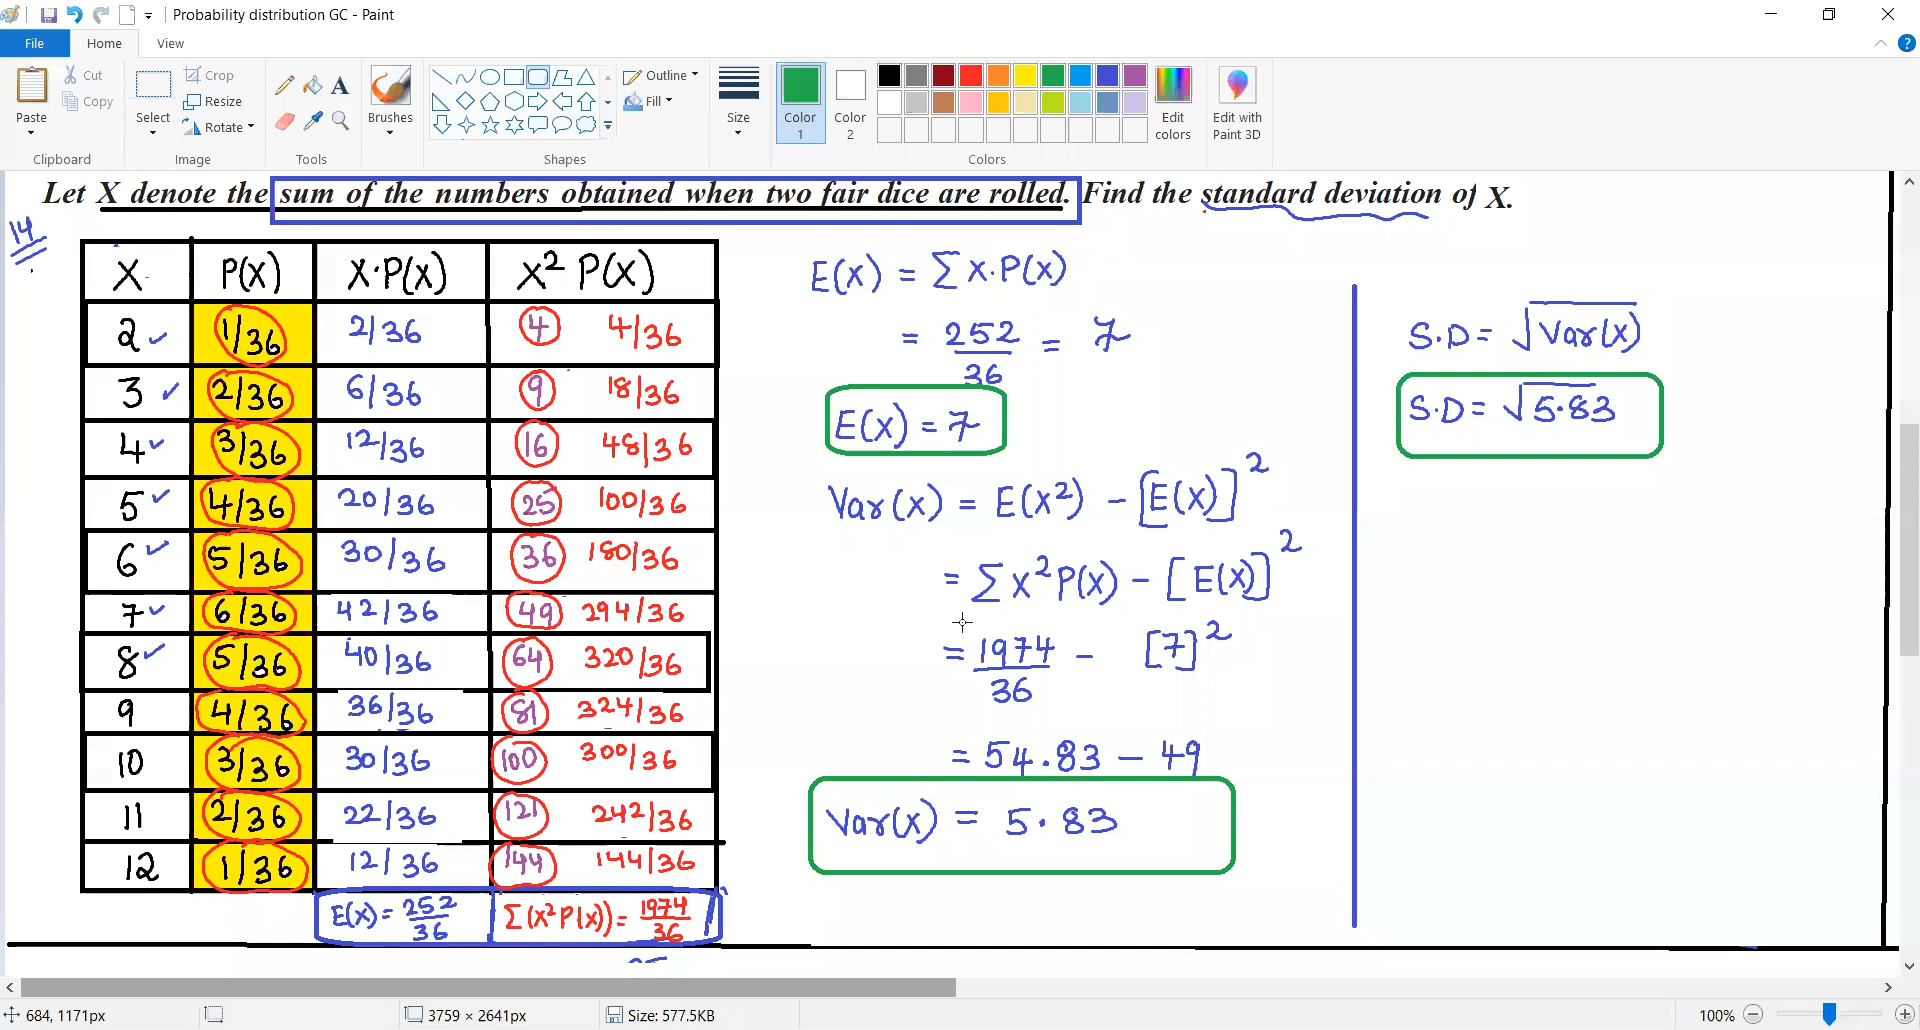 Probability distribution GC - Paint
File Home View
Paste Cut Copy Clipboard
Select Crop Resize Rotate Image
Tools
Brushes
Outline Fill Shapes
Size
Color 1 Color 2 Colors
Edit colors
Edit with Paint 3D
Let X denote the sum of the numbers obtained when two fair dice are rolled. Find the standard deviation of X.
14
X P(X) X·P(X) X² P(X)
2 1/36 2/36 4 4/36
3 2/36 6/36 9 18/36
4 3/36 12/36 16 48/36
5 4/36 20/36 25 100/36
6 5/36 30/36 36 180/36
7 6/36 42/36 49 294/36
8 5/36 40/36 64 320/36
9 4/36 36/36 81 324/36
10 3/36 30/36 100 300/36
11 2/36 22/36 121 242/36
12 1/36 12/36 144 144/36
E(X) = 252/36 Σ(X²P(X)) = 1974/36
E(X) = Σ X.P(X)
= 252/36 = 7
E(X) = 7
Var(X) = E(X²) - [E(X)]²
= Σ X²P(X) - [E(X)]²
= 1974/36 - [7]²
= 54.83 - 49
Var(X) = 5.83
S.D = √Var(X)
S.D = √5.83
684, 1171px 3759 × 2641px Size: 577.5KB 100%